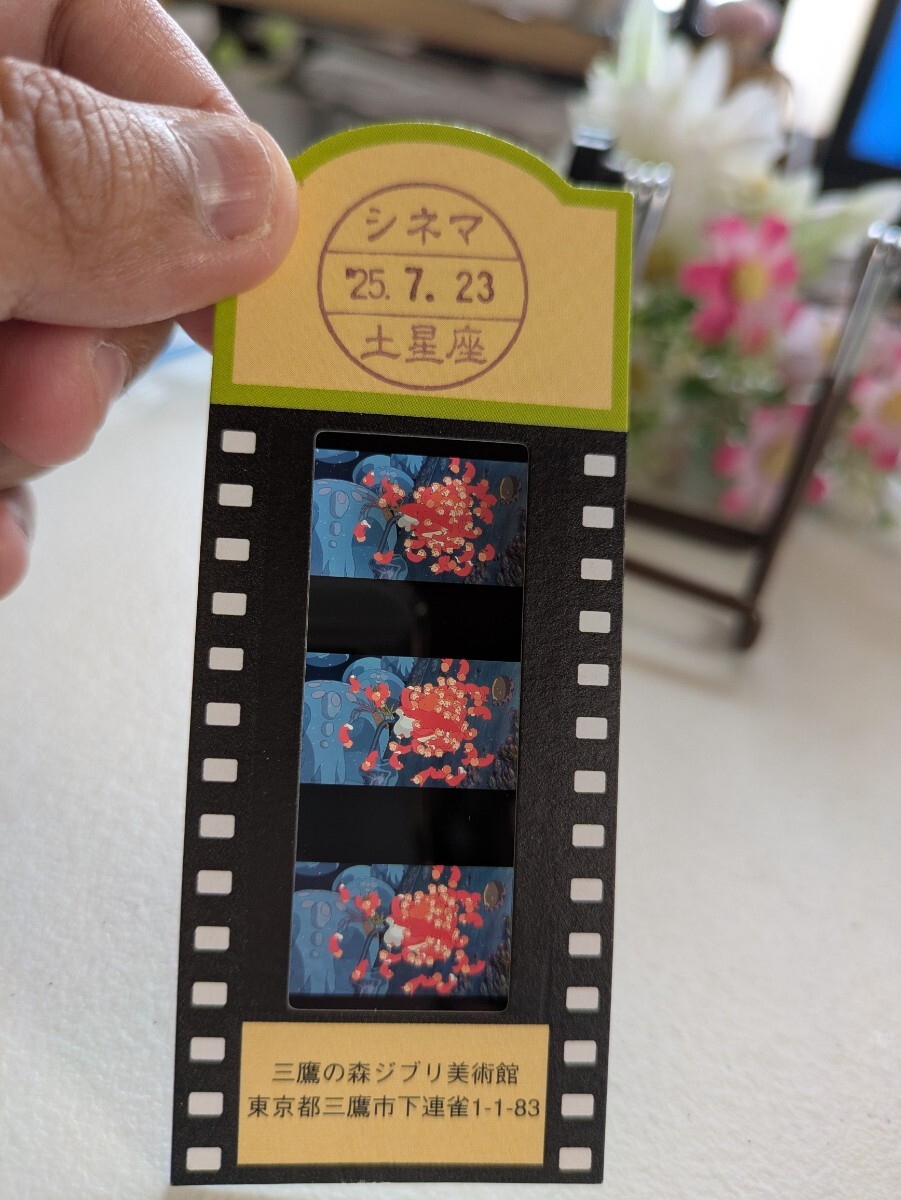 シネマ
'25. 7. 23
土星座
三鷹の森ジブリ美術館
東京都三鷹市下連雀1-1-83